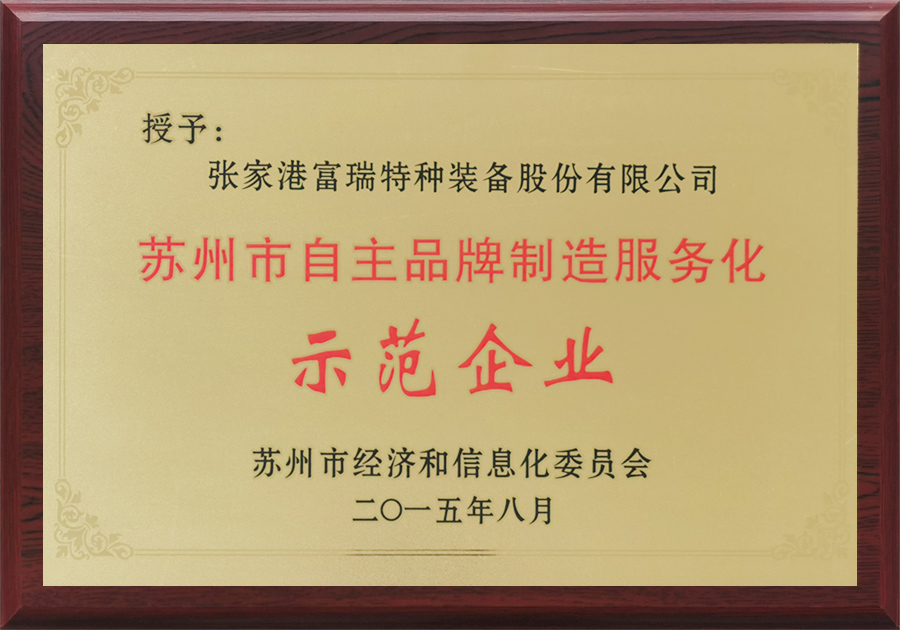 授予：
张家港富瑞特种装备股份有限公司
苏州市自主品牌制造服务化
示范企业
苏州市经济和信息化委员会
二〇一五年八月